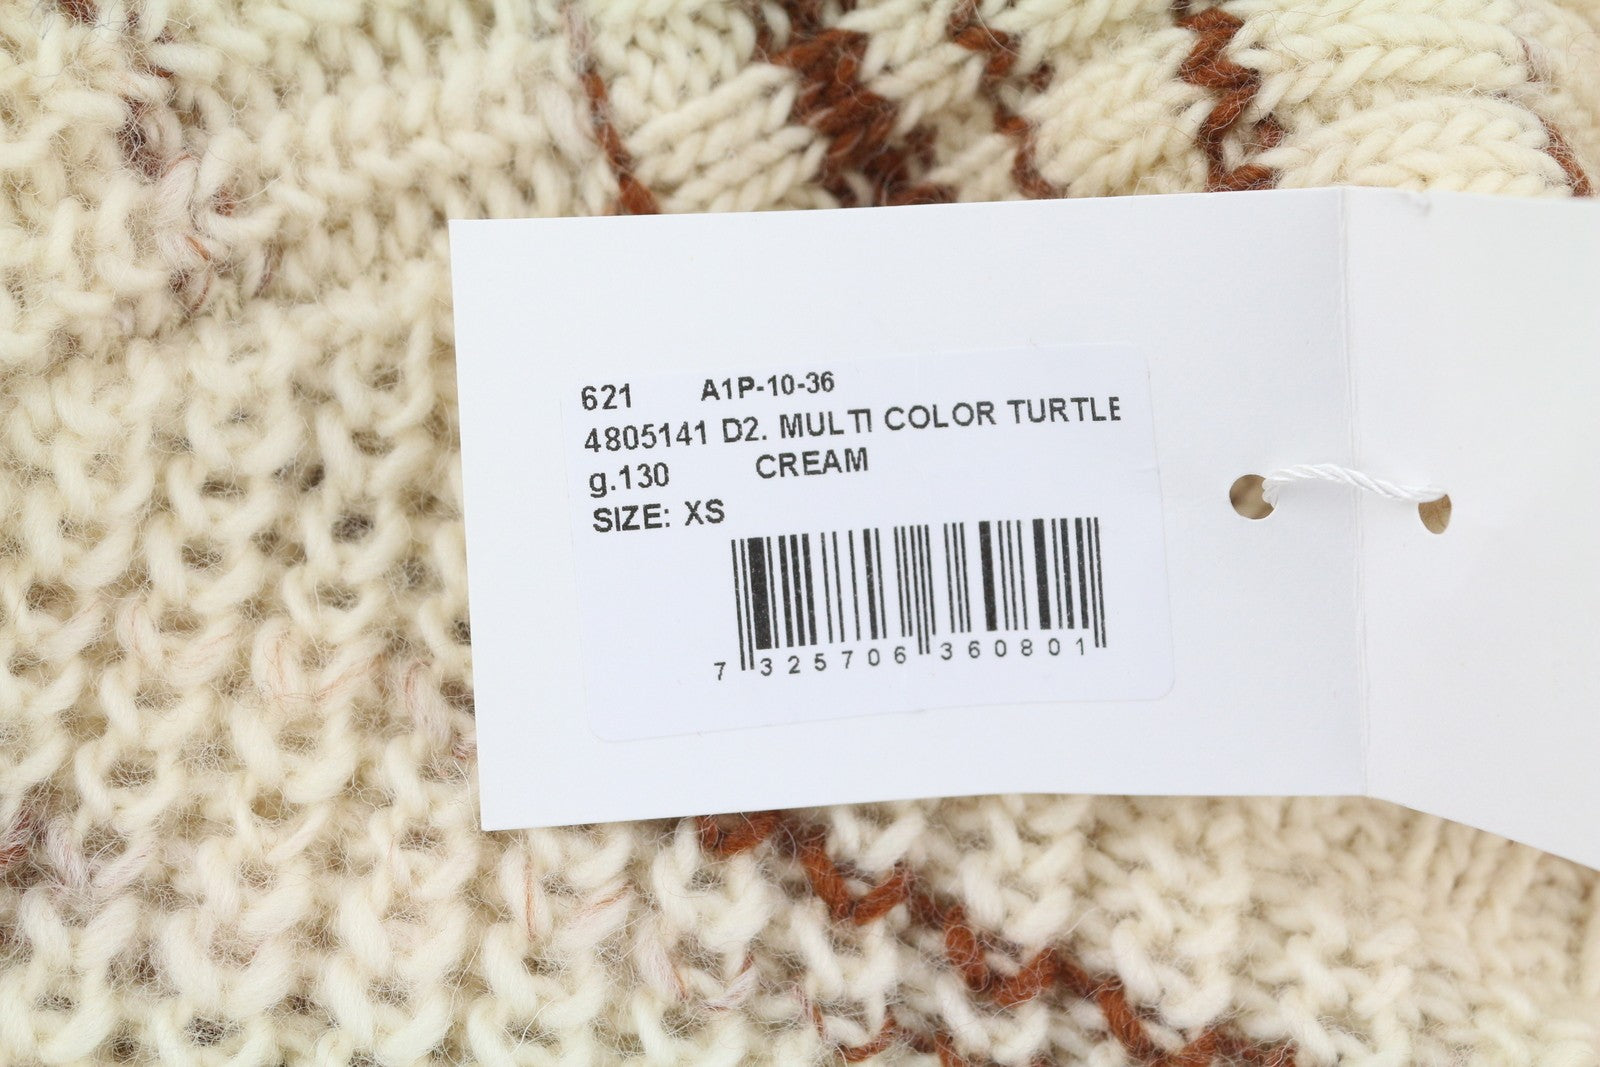 621 A1P-10-36
4805141 D2. MULTI COLOR TURTLE
g.130 CREAM
SIZE: XS
7 325706 360801